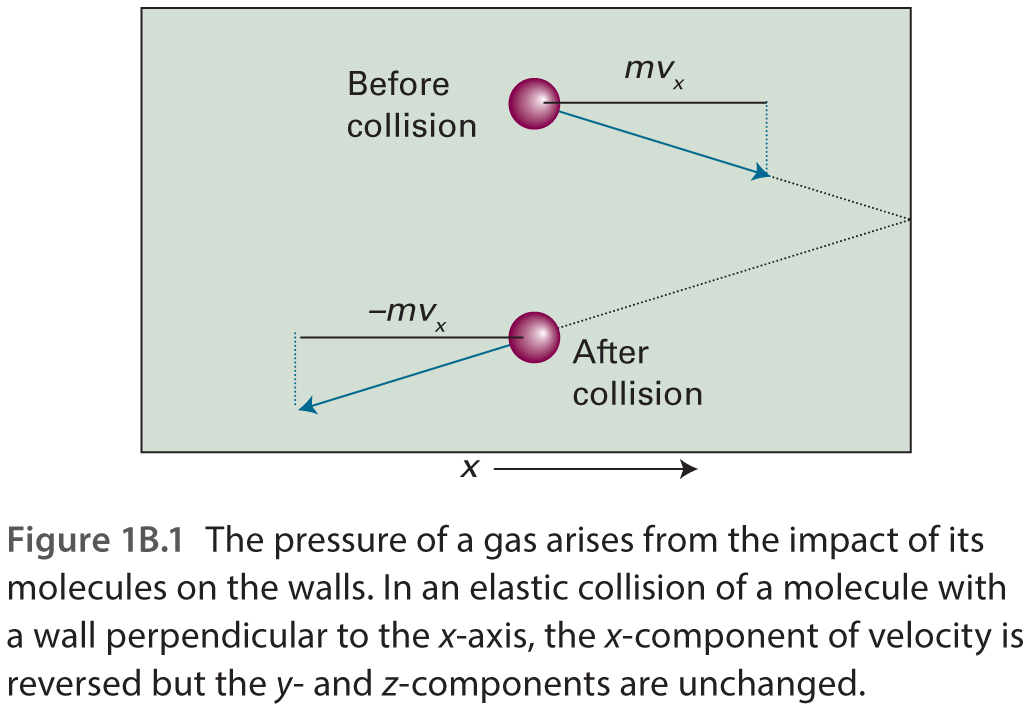 Before
collision
mvₓ
–mvₓ
After
collision
x
Figure 1B.1 The pressure of a gas arises from the impact of its
molecules on the walls. In an elastic collision of a molecule with
a wall perpendicular to the x-axis, the x-component of velocity is
reversed but the y- and z-components are unchanged.